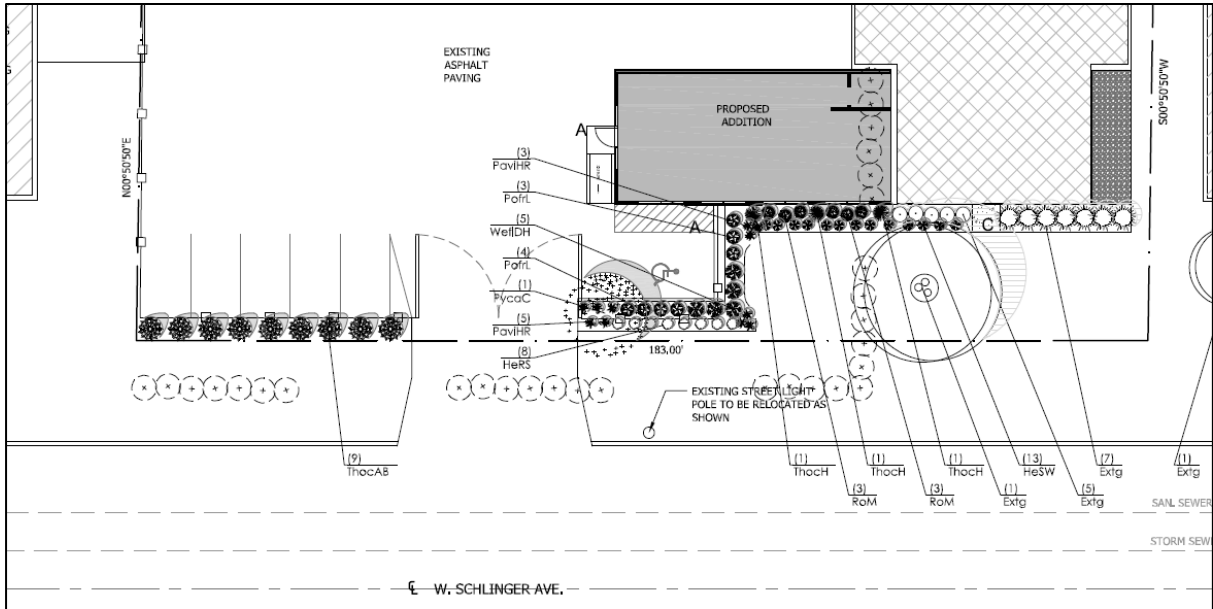 EXISTING
ASPHALT
PAVING
PROPOSED
ADDITION
N00°50'50"E
S00°50'50"W
A
A
C
(3)
PaviHR
(3)
PofrL
(5)
WeflDH
(4)
PofrL
(1)
PycaC
(5)
PaviHR
(8)
HeRS
183.00'
EXISTING STREET LIGHT
POLE TO BE RELOCATED AS
SHOWN
(9)
ThocAB
(1)
ThocH
(1)
ThocH
(1)
ThocH
(13)
HeSW
(7)
Extg
(1)
Extg
(3)
RoM
(3)
RoM
(1)
Extg
(5)
Extg
SAN. SEWER
STORM SEW
W. SCHLINGER AVE.